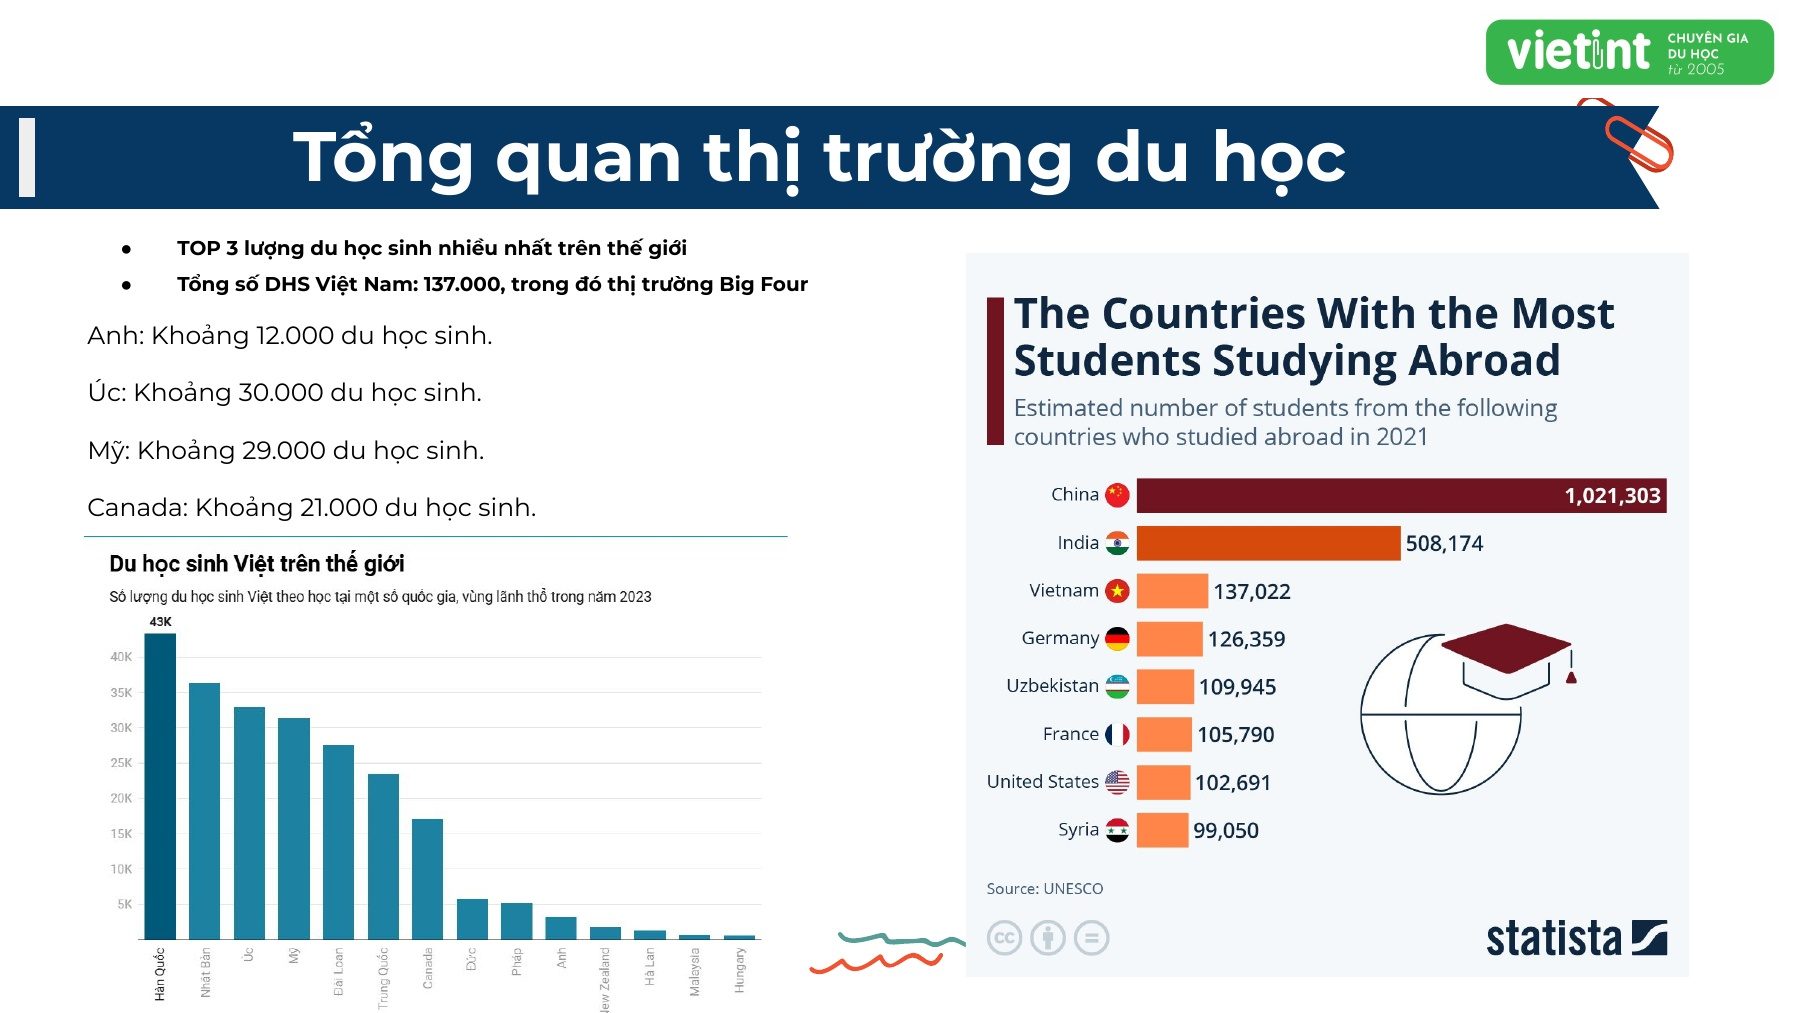 vietint
CHUYÊN GIA
DU HỌC
từ 2005
Tổng quan thị trường du học
● TOP 3 lượng du học sinh nhiều nhất trên thế giới
● Tổng số DHS Việt Nam: 137.000, trong đó thị trường Big Four
Anh: Khoảng 12.000 du học sinh.
Úc: Khoảng 30.000 du học sinh.
Mỹ: Khoảng 29.000 du học sinh.
Canada: Khoảng 21.000 du học sinh.
Du học sinh Việt trên thế giới
Số lượng du học sinh Việt theo học tại một số quốc gia, vùng lãnh thổ trong năm 2023
43K
40K
35K
30K
25K
20K
15K
10K
5K
Hàn Quốc
Nhật Bản
Úc
Mỹ
Đài Loan
Trung Quốc
Canada
Đức
Pháp
Anh
New Zealand
Hà Lan
Malaysia
Hungary
The Countries With the Most
Students Studying Abroad
Estimated number of students from the following
countries who studied abroad in 2021
China 1,021,303
India 508,174
Vietnam 137,022
Germany 126,359
Uzbekistan 109,945
France 105,790
United States 102,691
Syria 99,050
Source: UNESCO
cc
statista